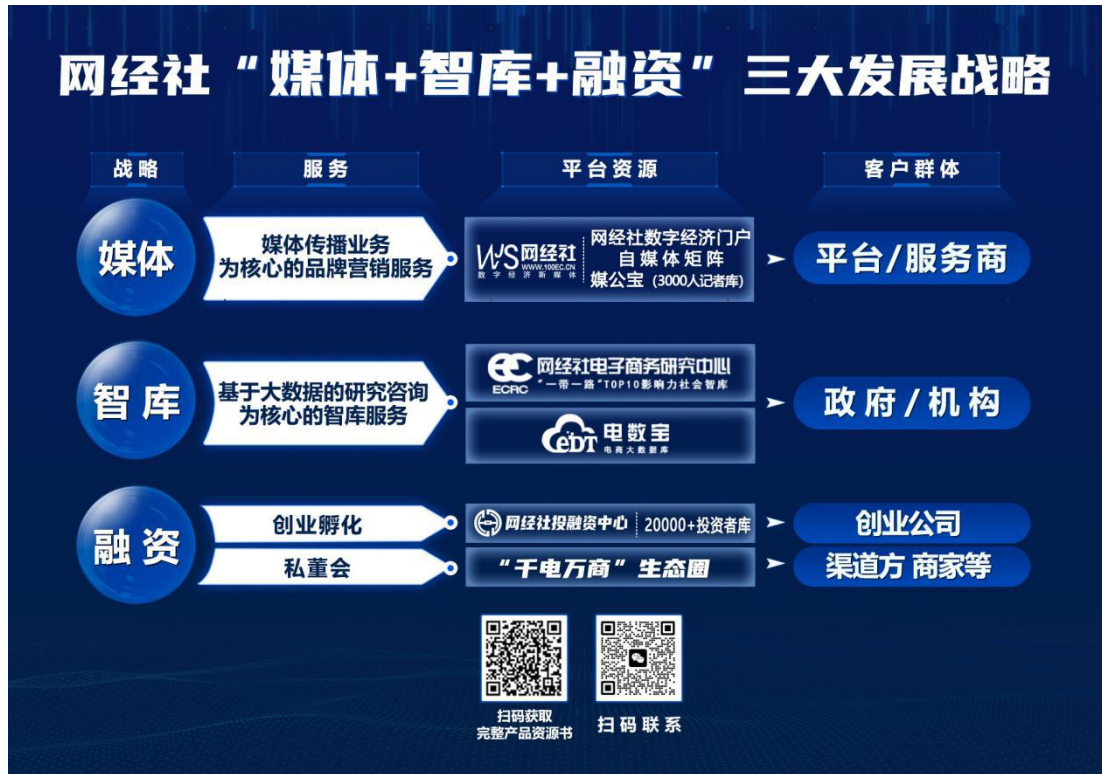 网经社“媒体+智库+融资”三大发展战略
战略
服务
平台资源
客户群体
媒体
媒体传播业务
为核心的品牌营销服务
网经社
WWW.100EC.CN
数字经济新媒体
网经社数字经济门户
自媒体矩阵
媒公宝（3000人记者库）
平台/服务商
智库
基于大数据的研究咨询
为核心的智库服务
ECRC
网经社电子商务研究中心
“一带一路”TOP10影响力社会智库
eDT
电数宝
电商大数据库
政府/机构
融资
创业孵化
网经社投融资中心
20000+投资者库
创业公司
私董会
“千电万商”生态圈
渠道方 商家等
扫码获取
完整产品资源书
扫码联系